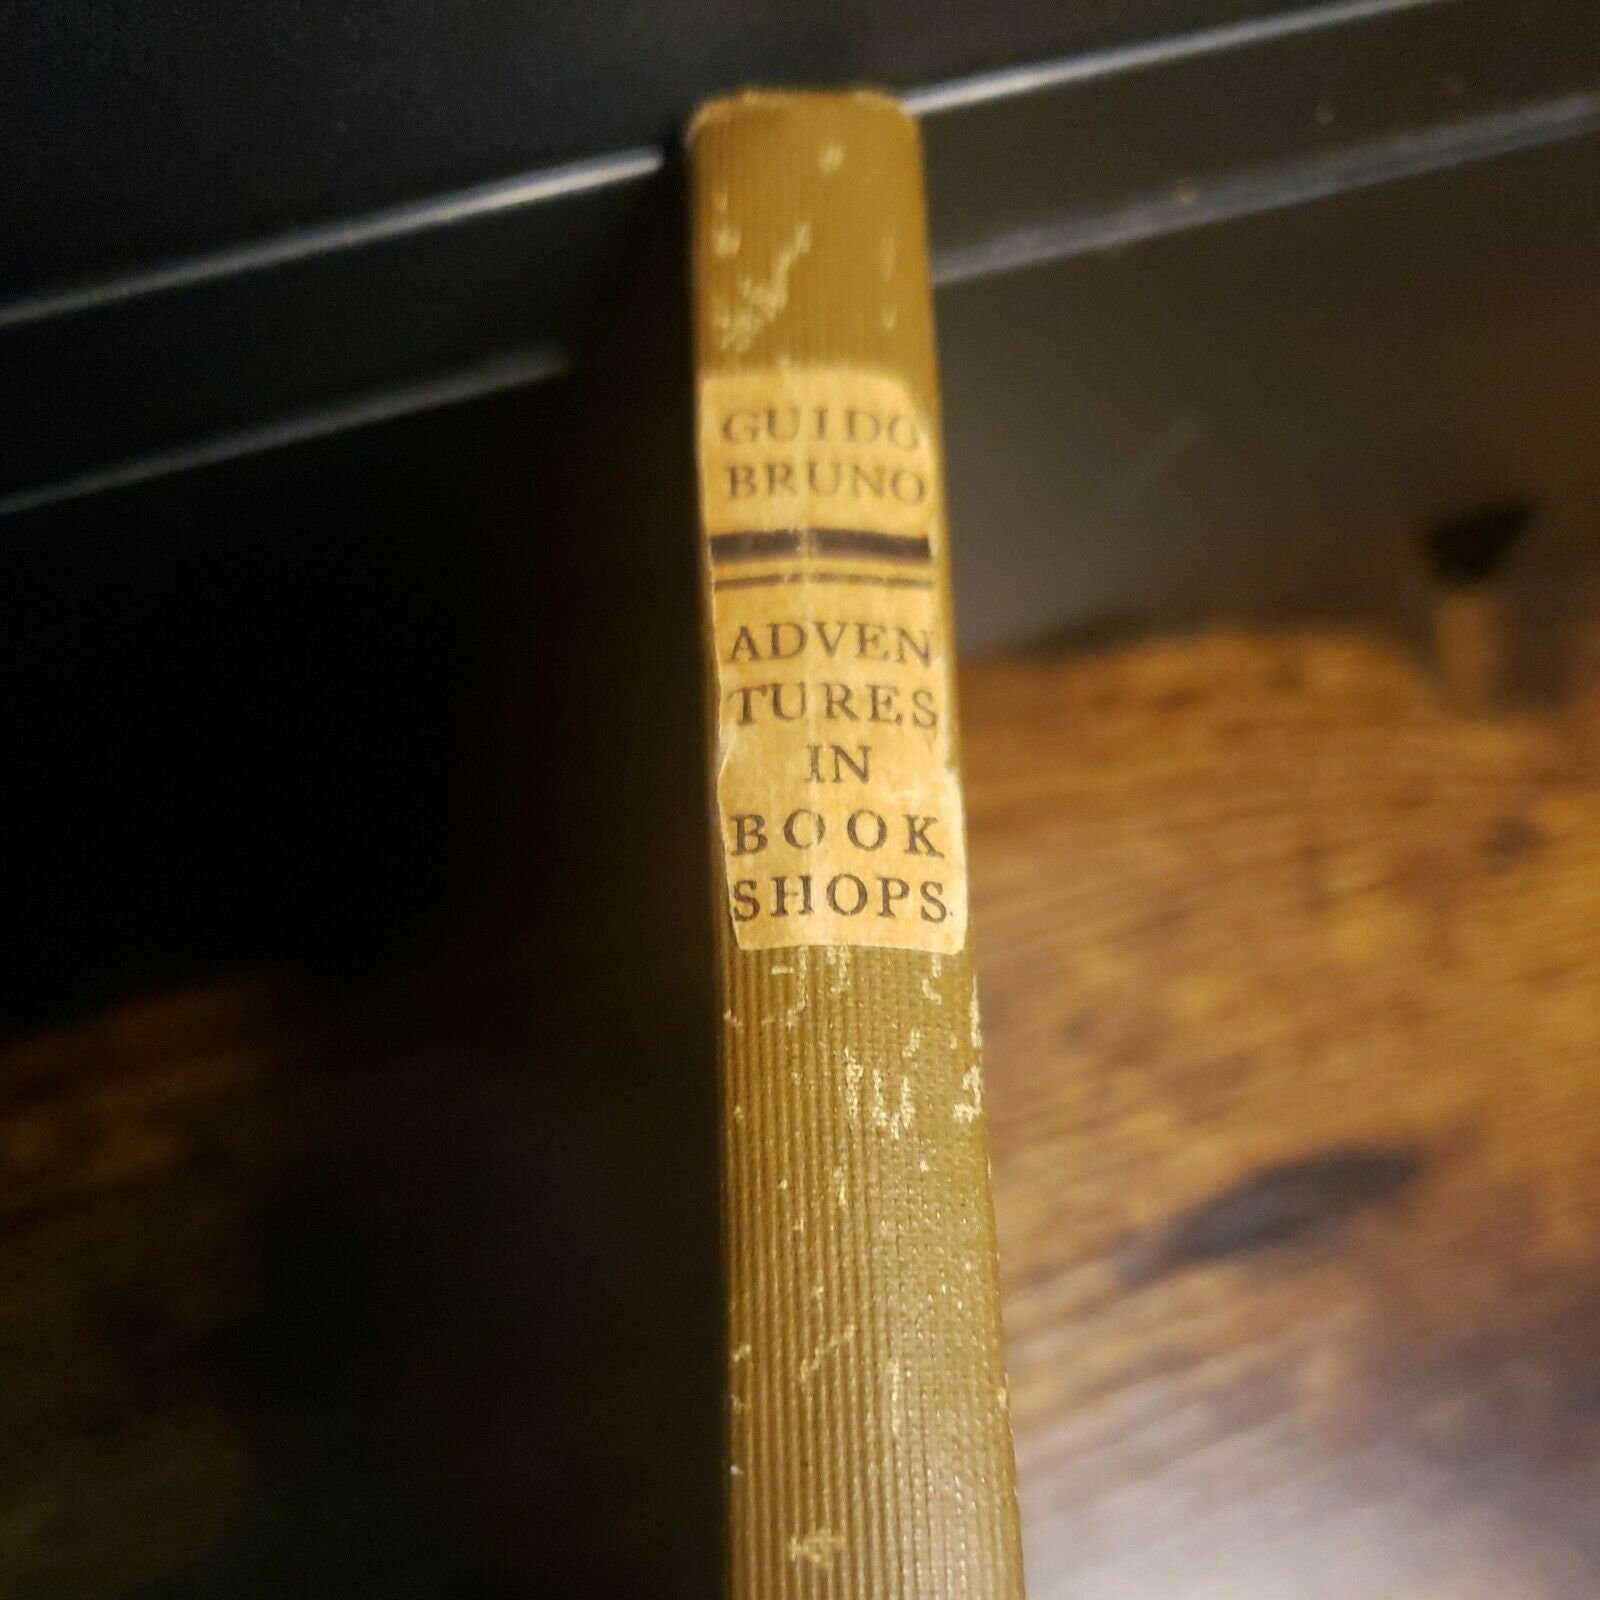 GUIDO
BRUNO
ADVEN
TURES
IN
BOOK
SHOPS